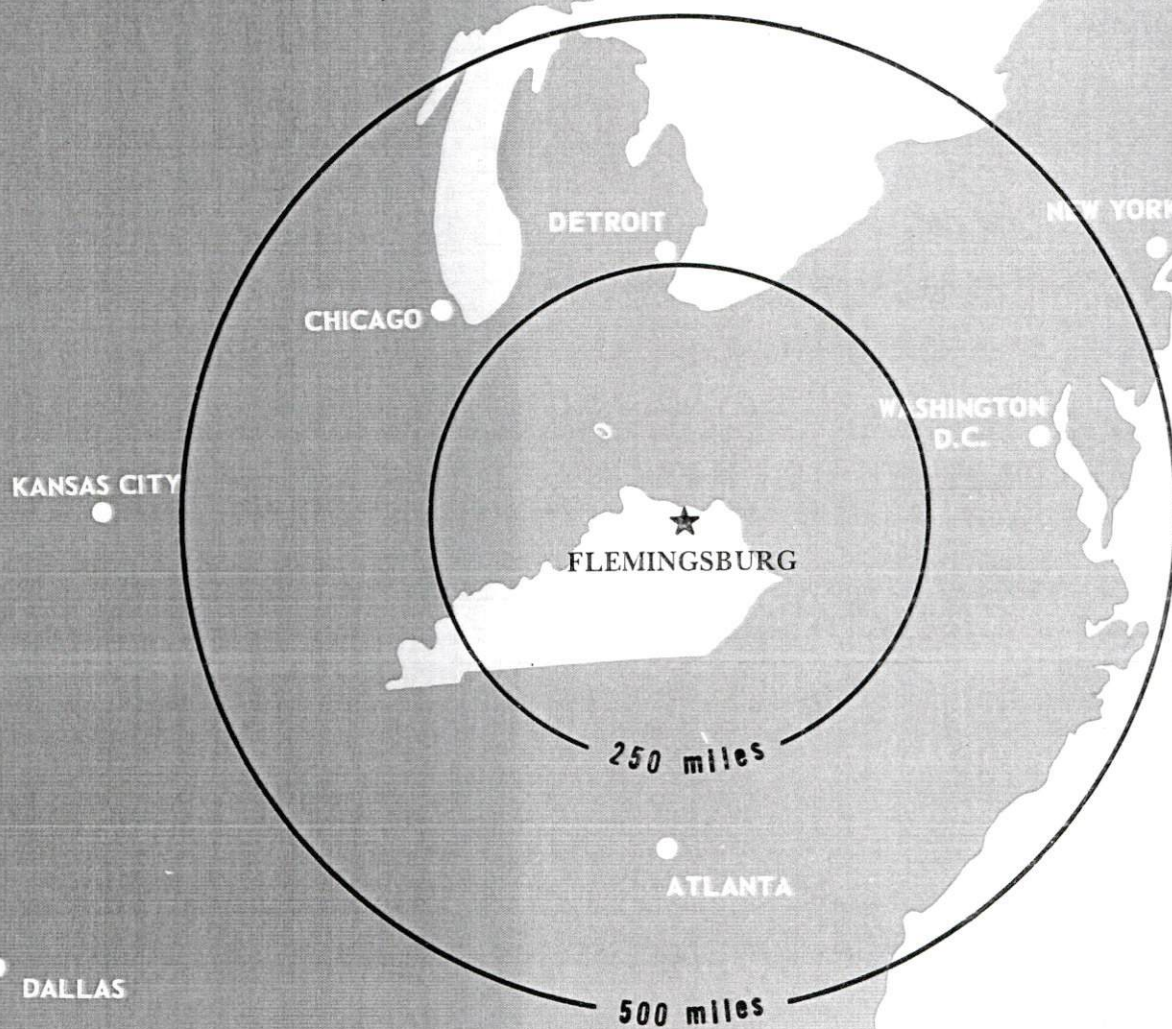 DETROIT
NEW YORK
CHICAGO
WASHINGTON
D.C.
KANSAS CITY
FLEMINGSBURG
250 miles
ATLANTA
DALLAS
500 miles